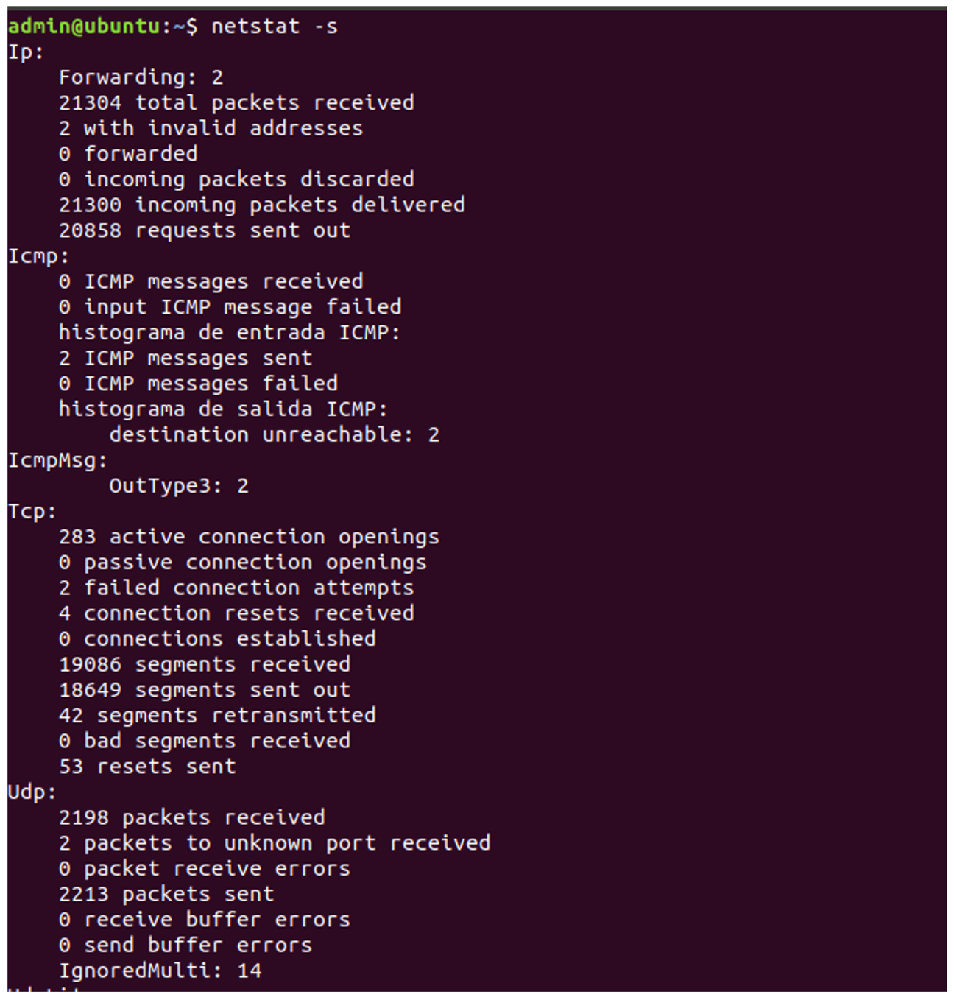 admin@ubuntu:~$ netstat -s
Ip:
    Forwarding: 2
    21304 total packets received
    2 with invalid addresses
    0 forwarded
    0 incoming packets discarded
    21300 incoming packets delivered
    20858 requests sent out
Icmp:
    0 ICMP messages received
    0 input ICMP message failed
    histograma de entrada ICMP:
    2 ICMP messages sent
    0 ICMP messages failed
    histograma de salida ICMP:
        destination unreachable: 2
IcmpMsg:
        OutType3: 2
Tcp:
    283 active connection openings
    0 passive connection openings
    2 failed connection attempts
    4 connection resets received
    0 connections established
    19086 segments received
    18649 segments sent out
    42 segments retransmitted
    0 bad segments received
    53 resets sent
Udp:
    2198 packets received
    2 packets to unknown port received
    0 packet receive errors
    2213 packets sent
    0 receive buffer errors
    0 send buffer errors
    IgnoredMulti: 14